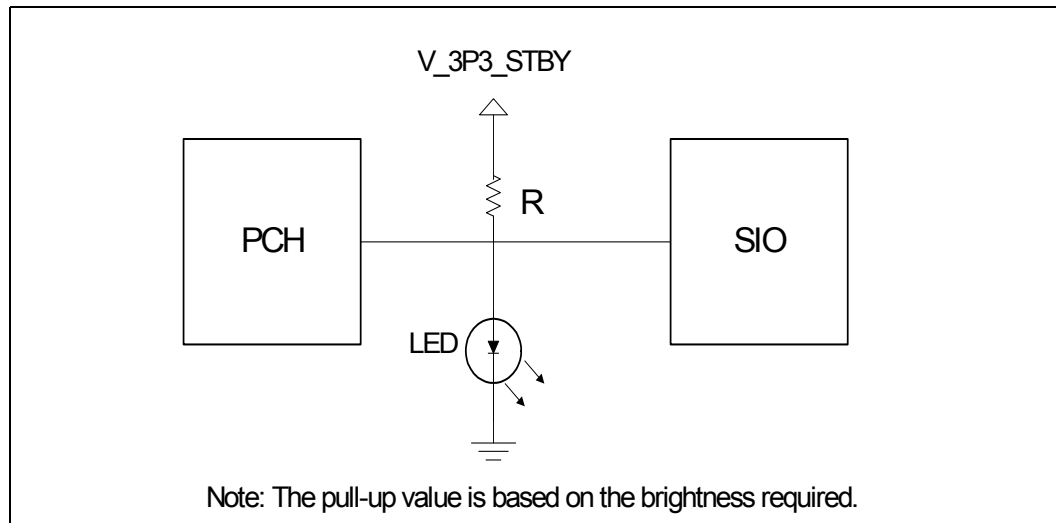 V_3P3_STBY
R
PCH
SIO
LED
Note: The pull-up value is based on the brightness required.